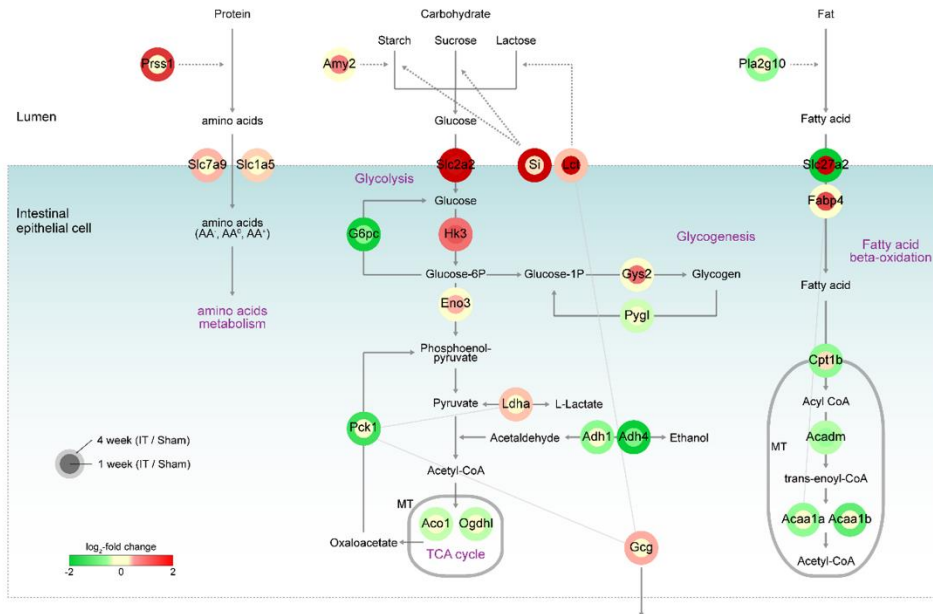 Protein
Carbohydrate
Fat
Starch
Sucrose
Lactose
Prss1
Amy2
Pla2g10
Lumen
amino acids
Glucose
Fatty acid
Slc7a9
Slc1a5
Slc2a2
Si
Lct
Slc27a2
Glycolysis
Fabp4
Intestinal
epithelial cell
amino acids
(AA-, AA0, AA+)
Glucose
G6pc
Hk3
Glycogenesis
Fatty acid
beta-oxidation
Glucose-6P
Glucose-1P
Gys2
Glycogen
Fatty acid
Eno3
Pygl
amino acids
metabolism
Phosphoenol-
pyruvate
Cpt1b
Pyruvate
Ldha
L-Lactate
Acyl CoA
Pck1
Acetaldehyde
Adh1
Adh4
Ethanol
MT
Acadm
4 week (IT / Sham)
1 week (IT / Sham)
Acetyl-CoA
trans-enoyl-CoA
MT
Aco1
Ogdhl
Acaa1a
Acaa1b
Oxaloacetate
TCA cycle
Gcg
Acetyl-CoA
log2-fold change
-2
0
2